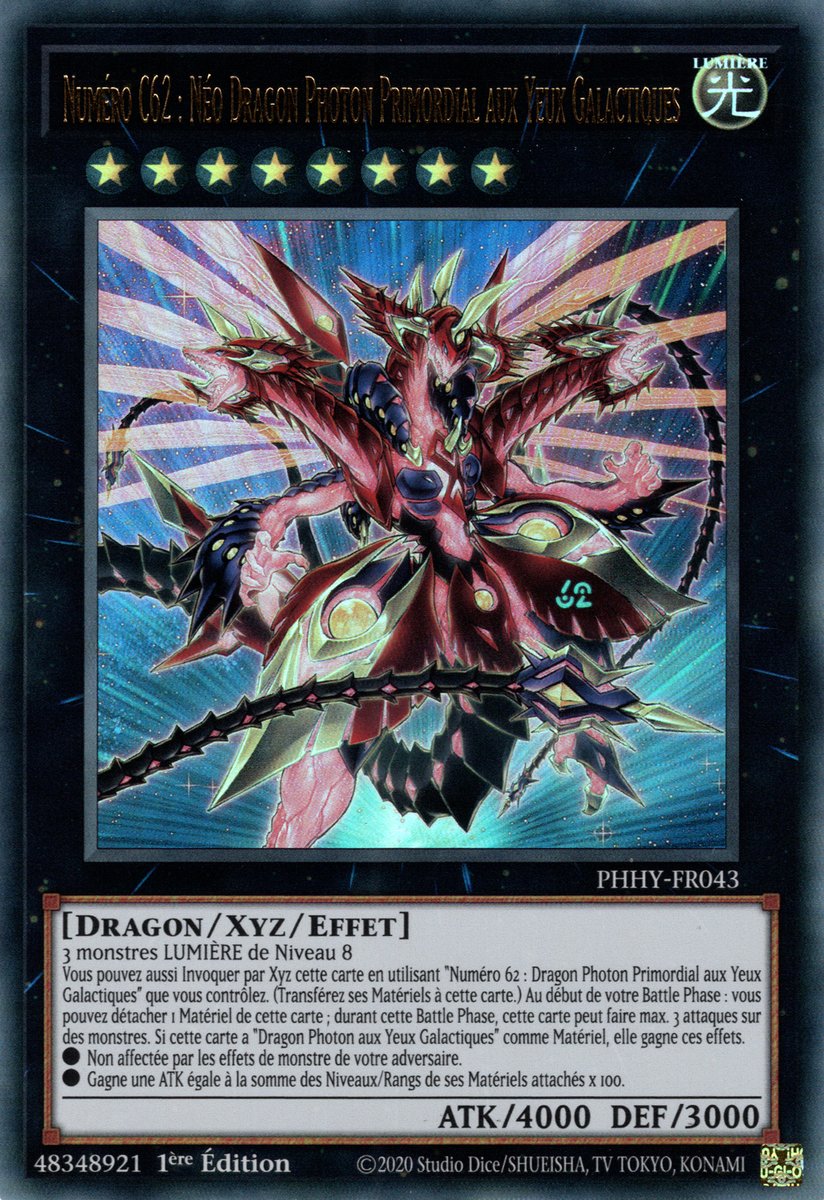 Numéro C62 : Néo Dragon Photon Primordial aux Yeux Galactiques
LUMIÈRE
光
62
PHHY-FR043
[Dragon/Xyz/Effet]
3 monstres LUMIÈRE de Niveau 8
Vous pouvez aussi Invoquer par Xyz cette carte en utilisant "Numéro 62 : Dragon Photon Primordial aux Yeux
Galactiques" que vous contrôlez. (Transférez ses Matériels à cette carte.) Au début de votre Battle Phase : vous
pouvez détacher 1 Matériel de cette carte ; durant cette Battle Phase, cette carte peut faire max. 3 attaques sur
des monstres. Si cette carte a "Dragon Photon aux Yeux Galactiques" comme Matériel, elle gagne ces effets.
● Non affectée par les effets de monstre de votre adversaire.
● Gagne une ATK égale à la somme des Niveaux/Rangs de ses Matériels attachés x 100.
ATK/4000 DEF/3000
48348921 1ère Édition ©2020 Studio Dice/SHUEISHA, TV TOKYO, KONAMI